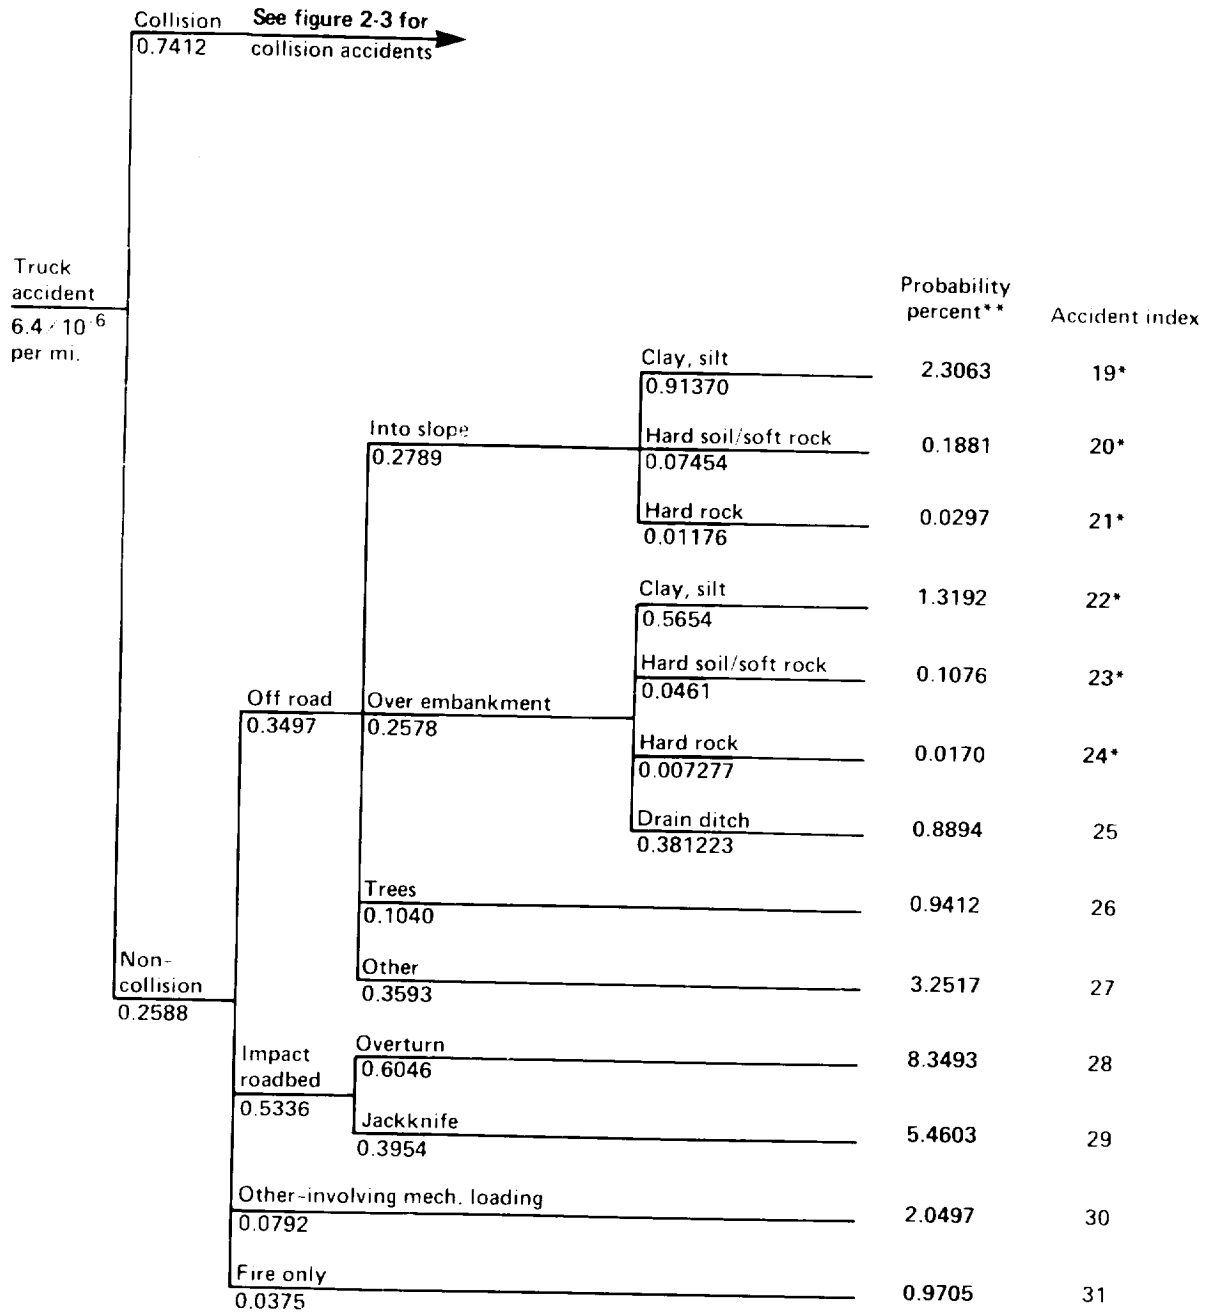 Collision See figure 2-3 for
0.7412 collision accidents
Truck
accident
6.4 / 10-6
per mi.
Probability
percent** Accident index
Clay, silt
0.91370 2.3063 19*
Into slope
0.2789
Hard soil/soft rock
0.07454 0.1881 20*
Hard rock
0.01176 0.0297 21*
Clay, silt
0.5654 1.3192 22*
Hard soil/soft rock
0.0461 0.1076 23*
Off road
0.3497
Over embankment
0.2578
Hard rock
0.007277 0.0170 24*
Drain ditch
0.381223 0.8894 25
Trees
0.1040 0.9412 26
Non-
collision
0.2588
Other
0.3593 3.2517 27
Impact
roadbed
0.5336
Overturn
0.6046 8.3493 28
Jackknife
0.3954 5.4603 29
Other-involving mech. loading
0.0792 2.0497 30
Fire only
0.0375 0.9705 31